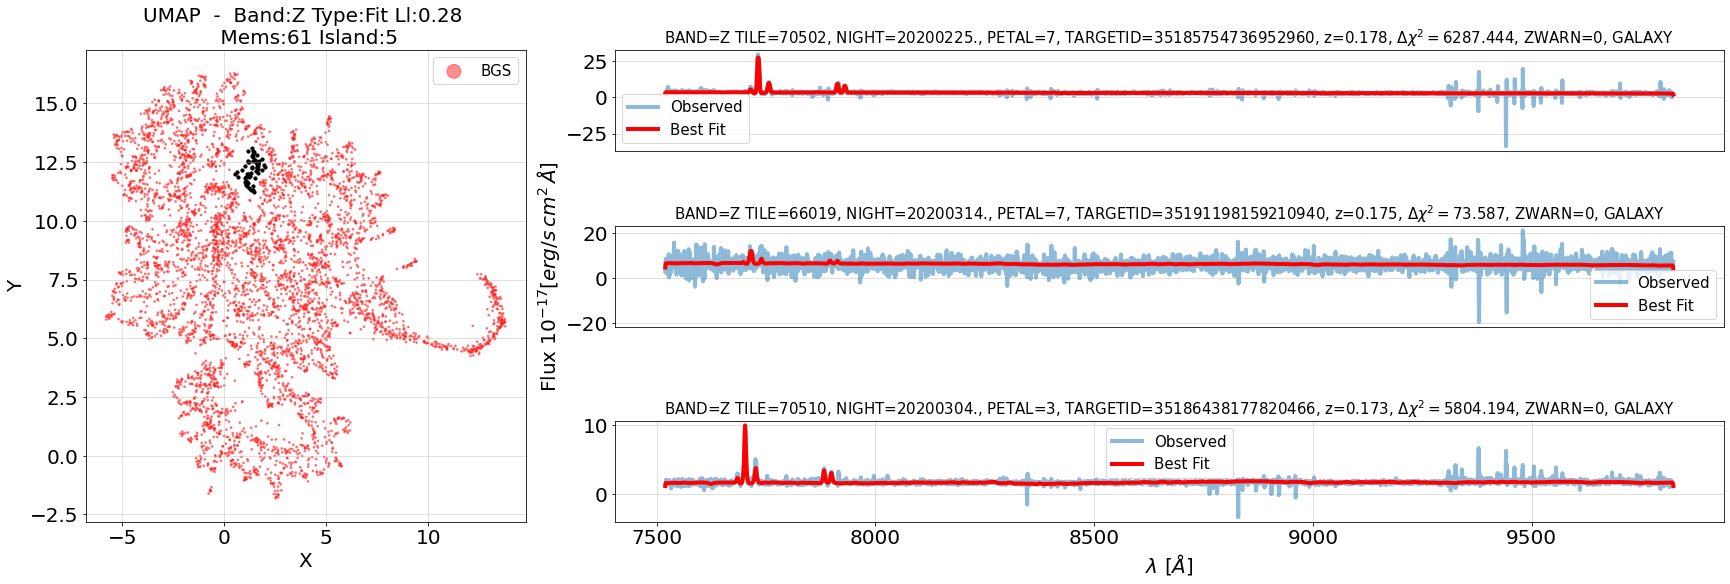 UMAP - Band:Z Type:Fit Ll:0.28
Mems:61 Island:5
BGS
15.0
12.5
10.0
7.5
5.0
2.5
0.0
−2.5
Y
−5
0
5
10
X
Flux 10⁻¹⁷[erg/s cm² Å]
BAND=Z TILE=70502, NIGHT=20200225., PETAL=7, TARGETID=35185754736952960, z=0.178, Δχ² = 6287.444, ZWARN=0, GALAXY
25
0
−25
Observed
Best Fit
BAND=Z TILE=66019, NIGHT=20200314., PETAL=7, TARGETID=35191198159210940, z=0.175, Δχ² = 73.587, ZWARN=0, GALAXY
20
0
−20
Observed
Best Fit
BAND=Z TILE=70510, NIGHT=20200304., PETAL=3, TARGETID=35186438177820466, z=0.173, Δχ² = 5804.194, ZWARN=0, GALAXY
10
0
Observed
Best Fit
7500
8000
8500
9000
9500
λ [Å]